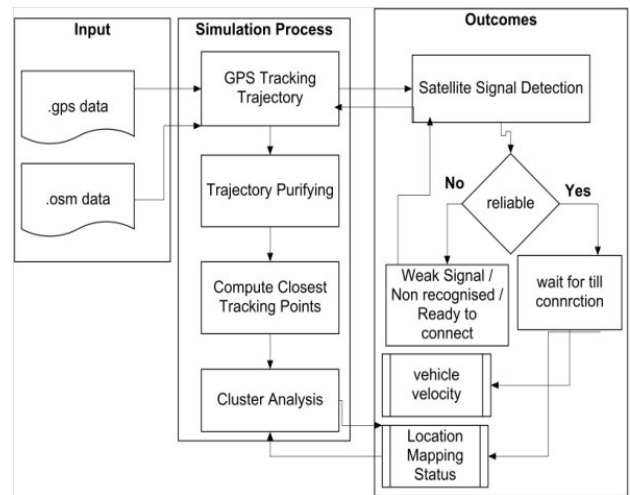 Input
.gps data
.osm data
Simulation Process
GPS Tracking
Trajectory
Trajectory Purifying
Compute Closest
Tracking Points
Cluster Analysis
Outcomes
Satellite Signal Detection
reliable
No
Yes
Weak Signal /
Non recognised /
Ready to
connect
wait for till
connrction
vehicle
velocity
Location
Mapping
Status